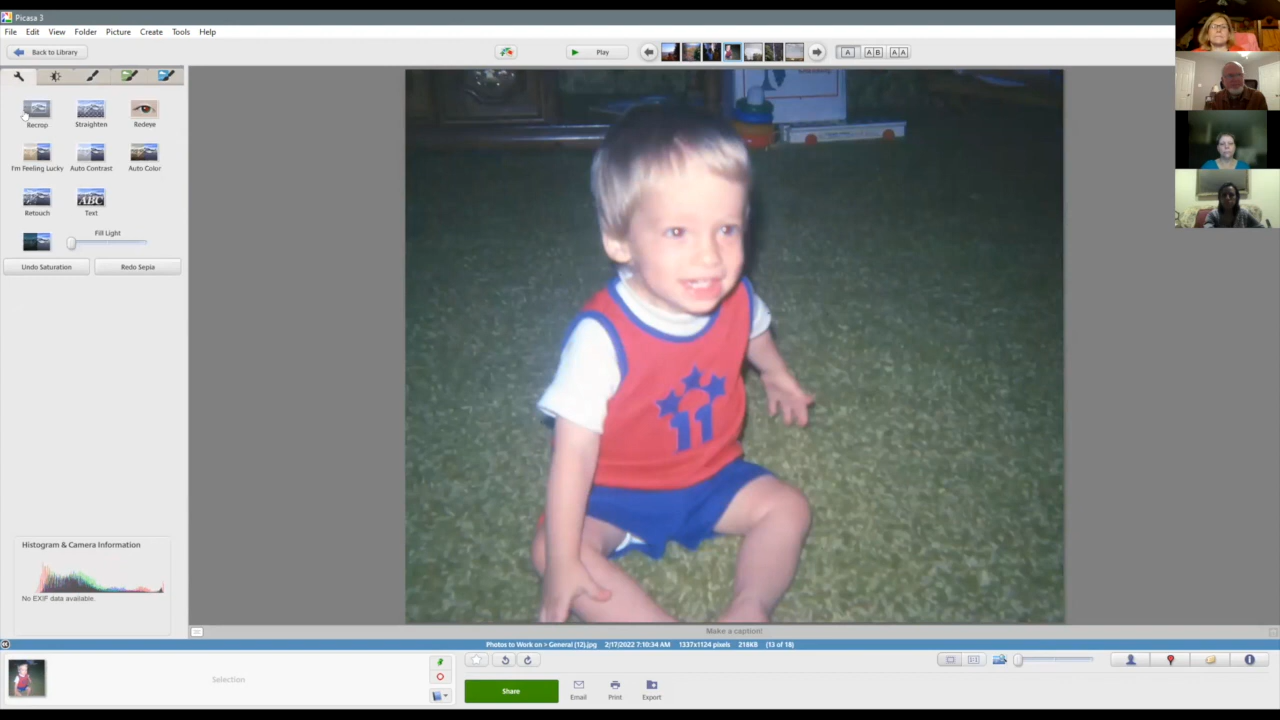 Picasa 3
File Edit View Folder Picture Create Tools Help
Back to Library
Play
A
A B
A A
Recrop Straighten Redeye
I'm Feeling Lucky Auto Contrast Auto Color
ABC
Retouch Text
Fill Light
Undo Saturation Redo Sepia
11
Histogram & Camera Information
No EXIF data available.
Make a caption!
Photos to Work on > General (12).jpg 2/17/2022 7:10:34 AM 1337x1124 pixels 218KB (13 of 18)
Selection
Share
Email Print Export
1:1